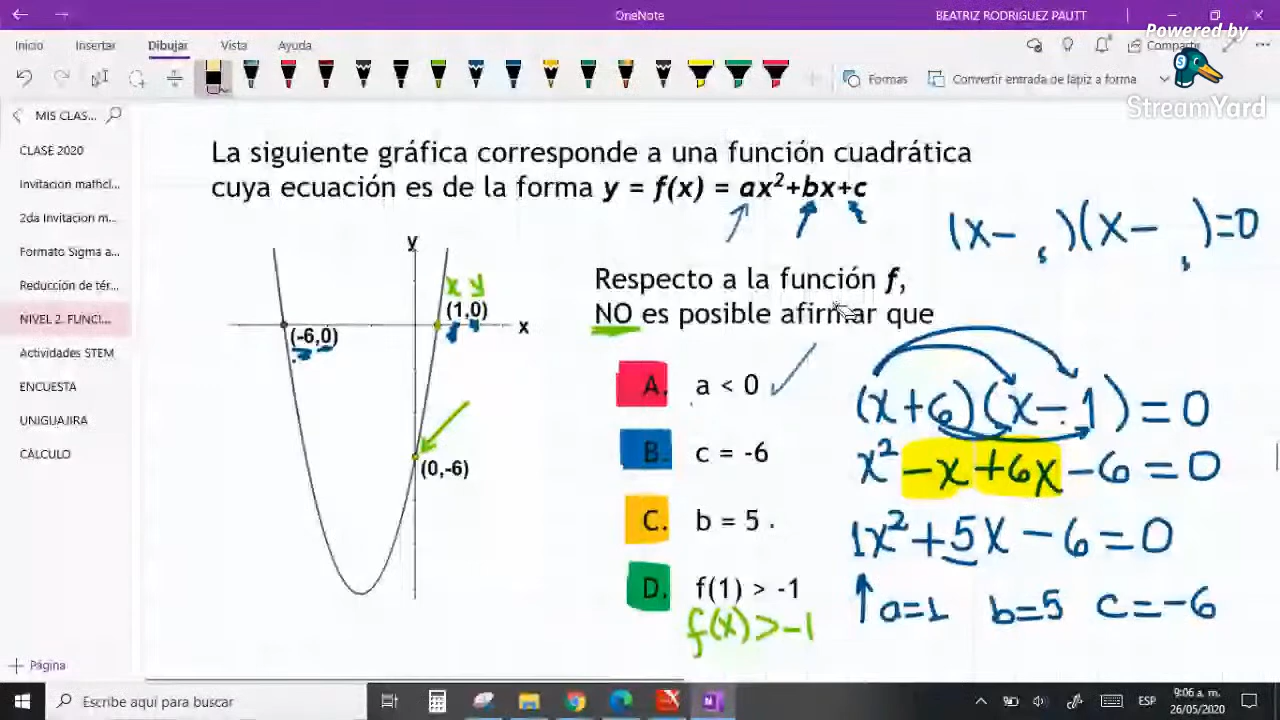 OneNote
BEATRIZ RODRIGUEZ PAUTT
Powered by
StreamYard
Inicio Insertar Dibujar Vista Ayuda
Compartir
Formas Convertir entrada de lápiz a forma
MIS CLAS...
CLASE 2020
Invitacion mathcl...
2da Invitacion m...
Formato Sigma a...
Reducción de tér...
NIVEL 2. FUNCI...
Actividades STEM
ENCUESTA
UNIGUAJIRA
CALCULO
Página
La siguiente gráfica corresponde a una función cuadrática
cuya ecuación es de la forma y = f(x) = ax²+bx+c
(x- , )(x- , )=0
y
x y
(1,0)
x
(-6,0)
(0,-6)
Respecto a la función f,
NO es posible afirmar que
A. a < 0
B. c = -6
C. b = 5 .
D. f(1) > -1
f(x) > -1
(x+6)(x-1)=0
x² -x +6x -6 = 0
1x² +5x -6 = 0
a=1 b=5 c=-6
Escribe aquí para buscar
ESP
9:06 a. m.
26/05/2020